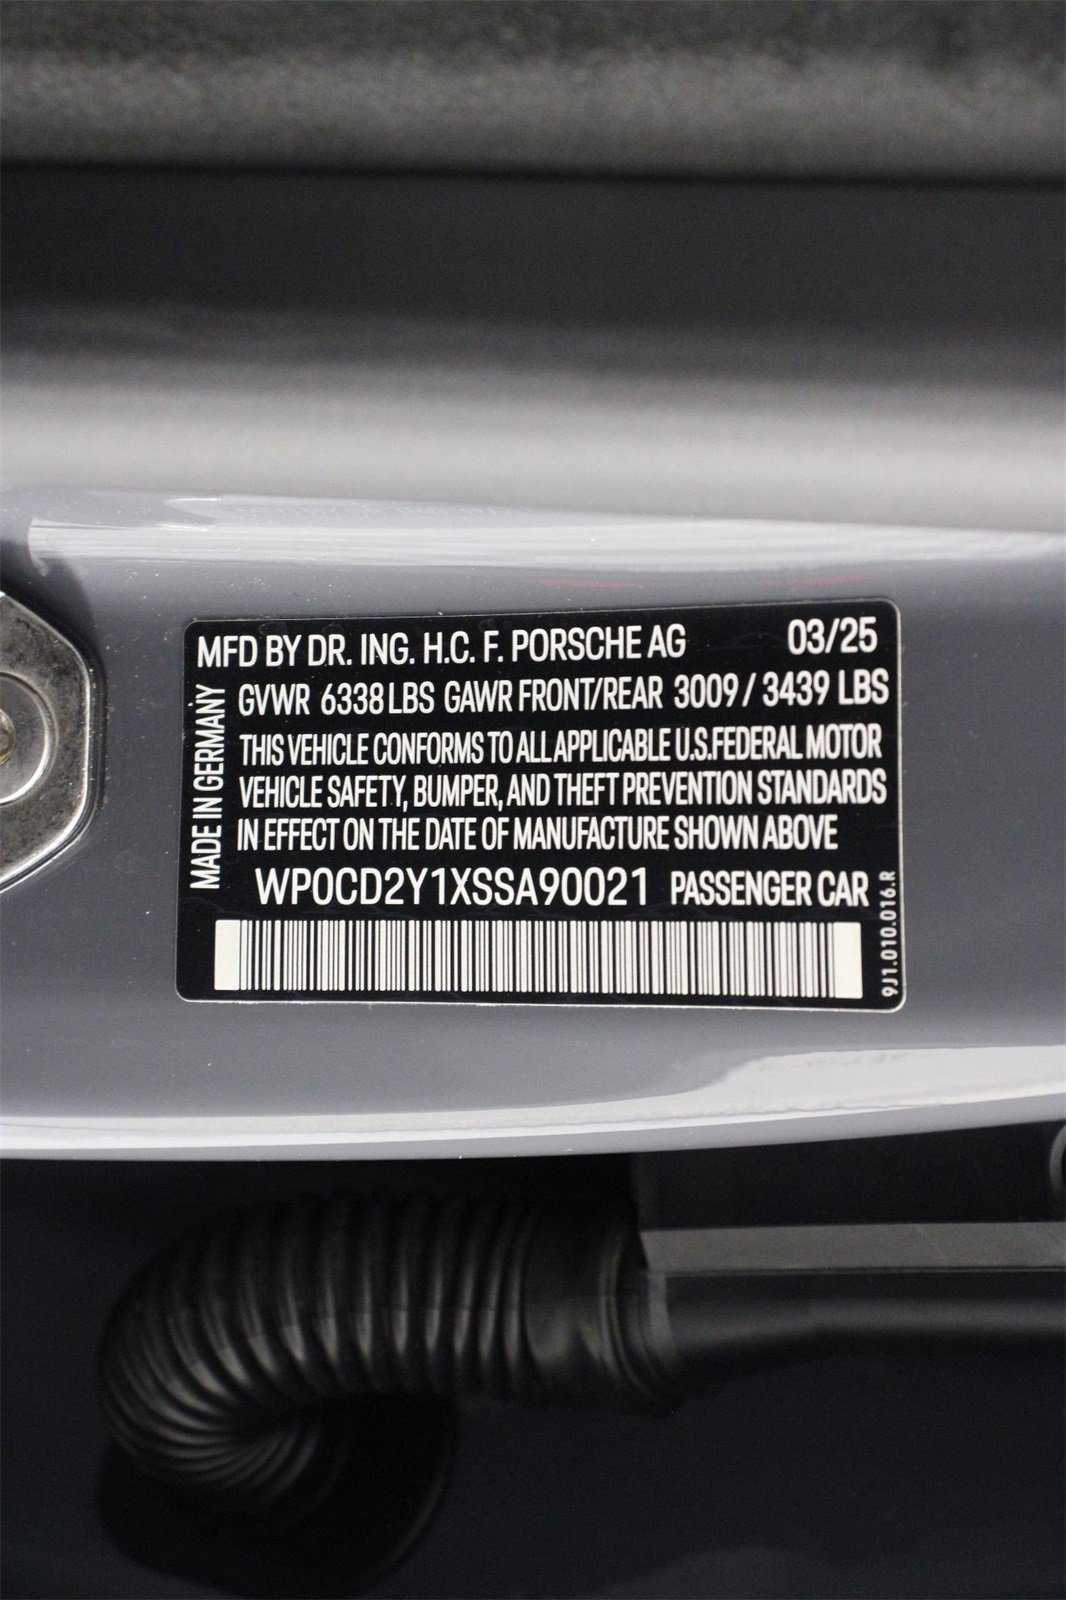 MFD BY DR. ING. H.C. F. PORSCHE AG 03/25
GVWR 6338 LBS GAWR FRONT/REAR 3009 / 3439 LBS
THIS VEHICLE CONFORMS TO ALL APPLICABLE U.S.FEDERAL MOTOR
VEHICLE SAFETY, BUMPER, AND THEFT PREVENTION STANDARDS
IN EFFECT ON THE DATE OF MANUFACTURE SHOWN ABOVE
WP0CD2Y1XSSA90021 PASSENGER CAR
MADE IN GERMANY
9J1.010.016.R